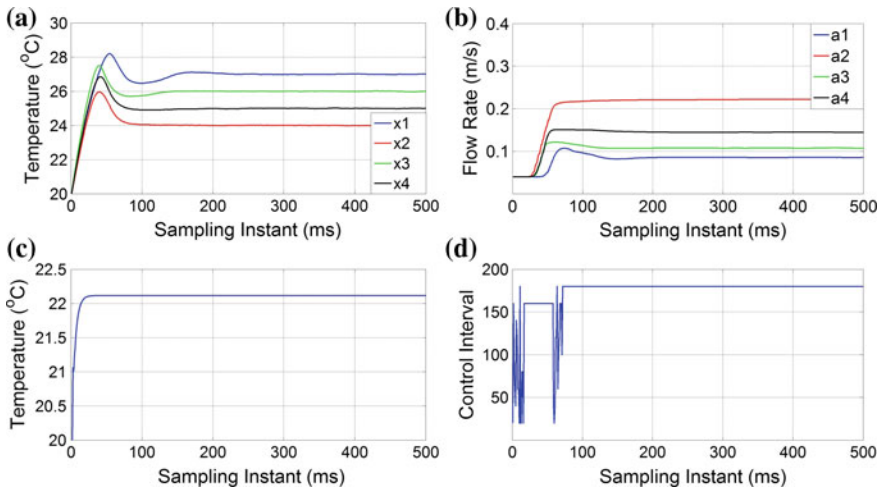 (a)
Temperature (°C)
30
28
26
24
22
20
0
100
200
300
400
500
Sampling Instant (ms)
x1
x2
x3
x4
(b)
Flow Rate (m/s)
0.4
0.3
0.2
0.1
0
100
200
300
400
500
Sampling Instant (ms)
a1
a2
a3
a4
(c)
Temperature (°C)
22.5
22
21.5
21
20.5
20
0
100
200
300
400
500
Sampling Instant (ms)
(d)
Control Interval
200
150
100
50
0
100
200
300
400
500
Sampling Instant (ms)